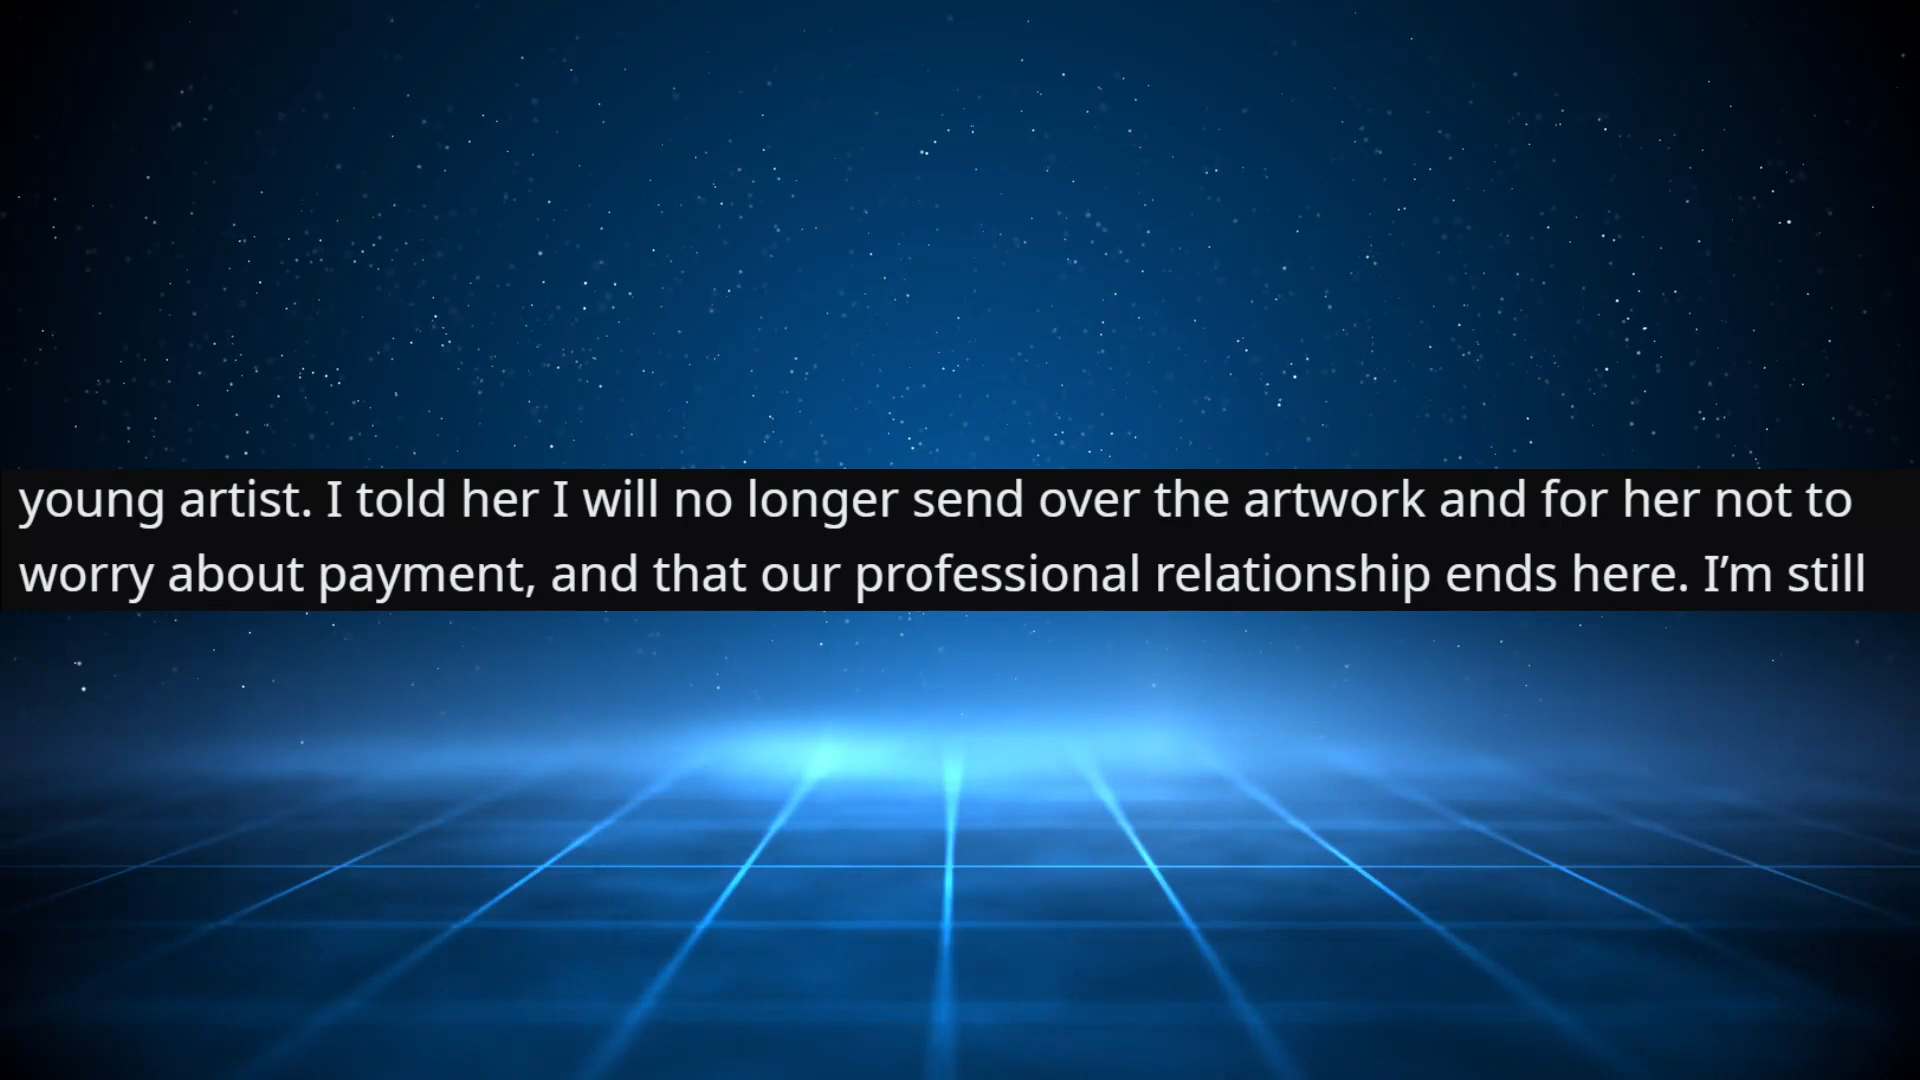 young artist. I told her I will no longer send over the artwork and for her not to
worry about payment, and that our professional relationship ends here. I’m still